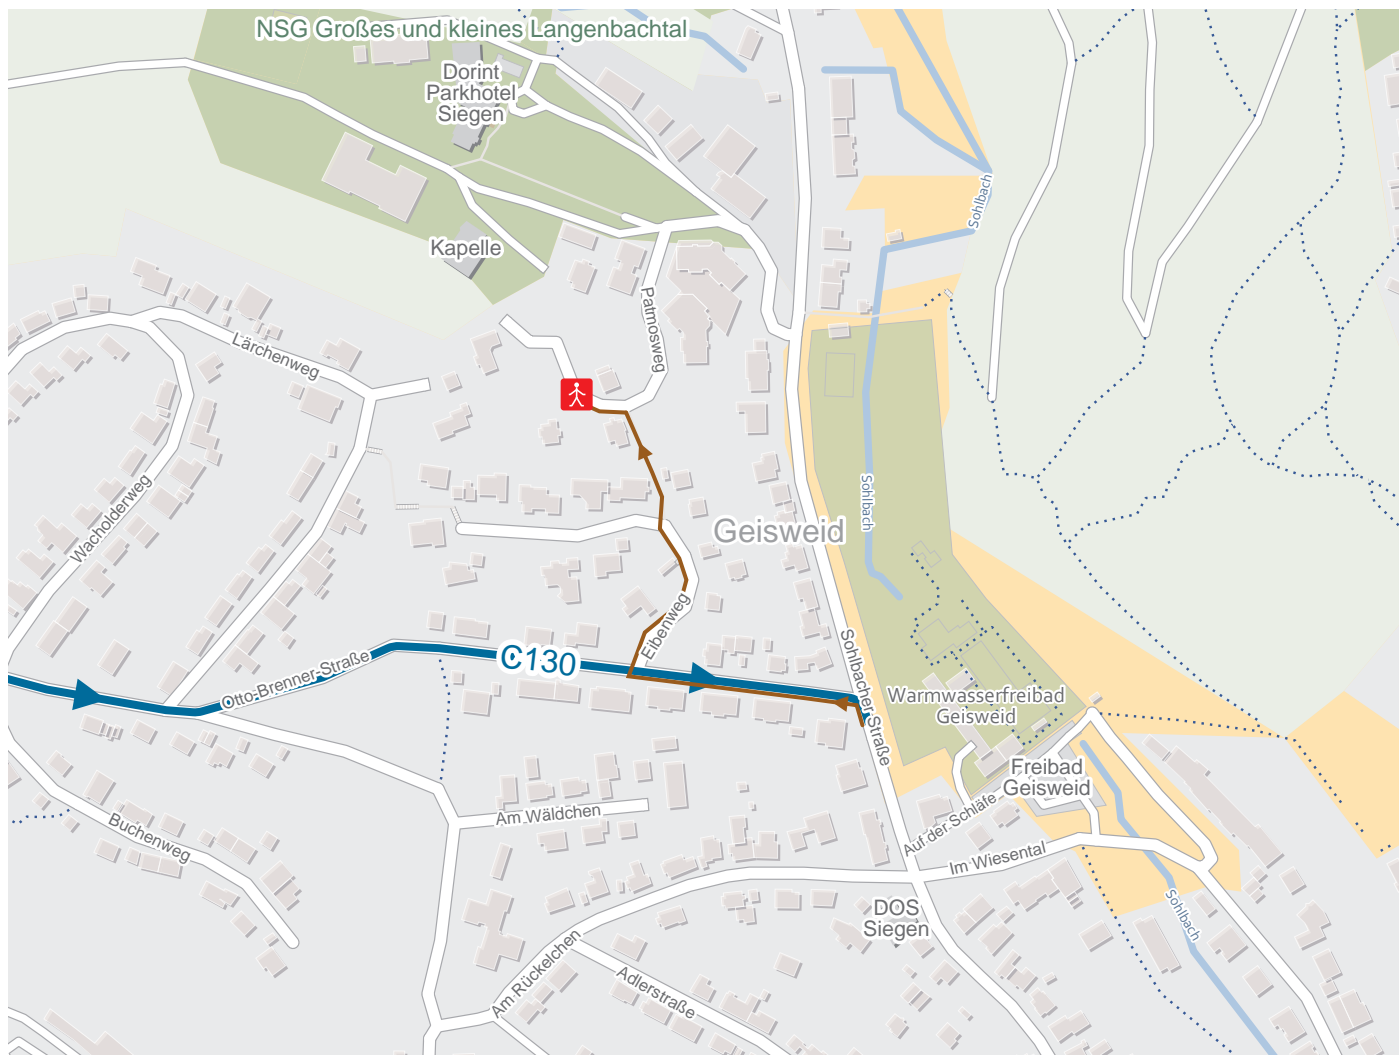 NSG Großes und kleines Langenbachtal
Dorint
Parkhotel
Siegen
Sohlbach
Kapelle
Patmosweg
Lärchenweg
Wacholderweg
Sohlbach
Geisweid
Eibenweg
C130
Otto-Brenner-Straße
Sohlbacher Straße
Warmwasserfreibad
Geisweid
Freibad
Geisweid
Auf der Schläfe
Am Wäldchen
Buchenweg
Im Wiesental
DOS
Siegen
Sohlbach
Am Rückelchen
Adlerstraße